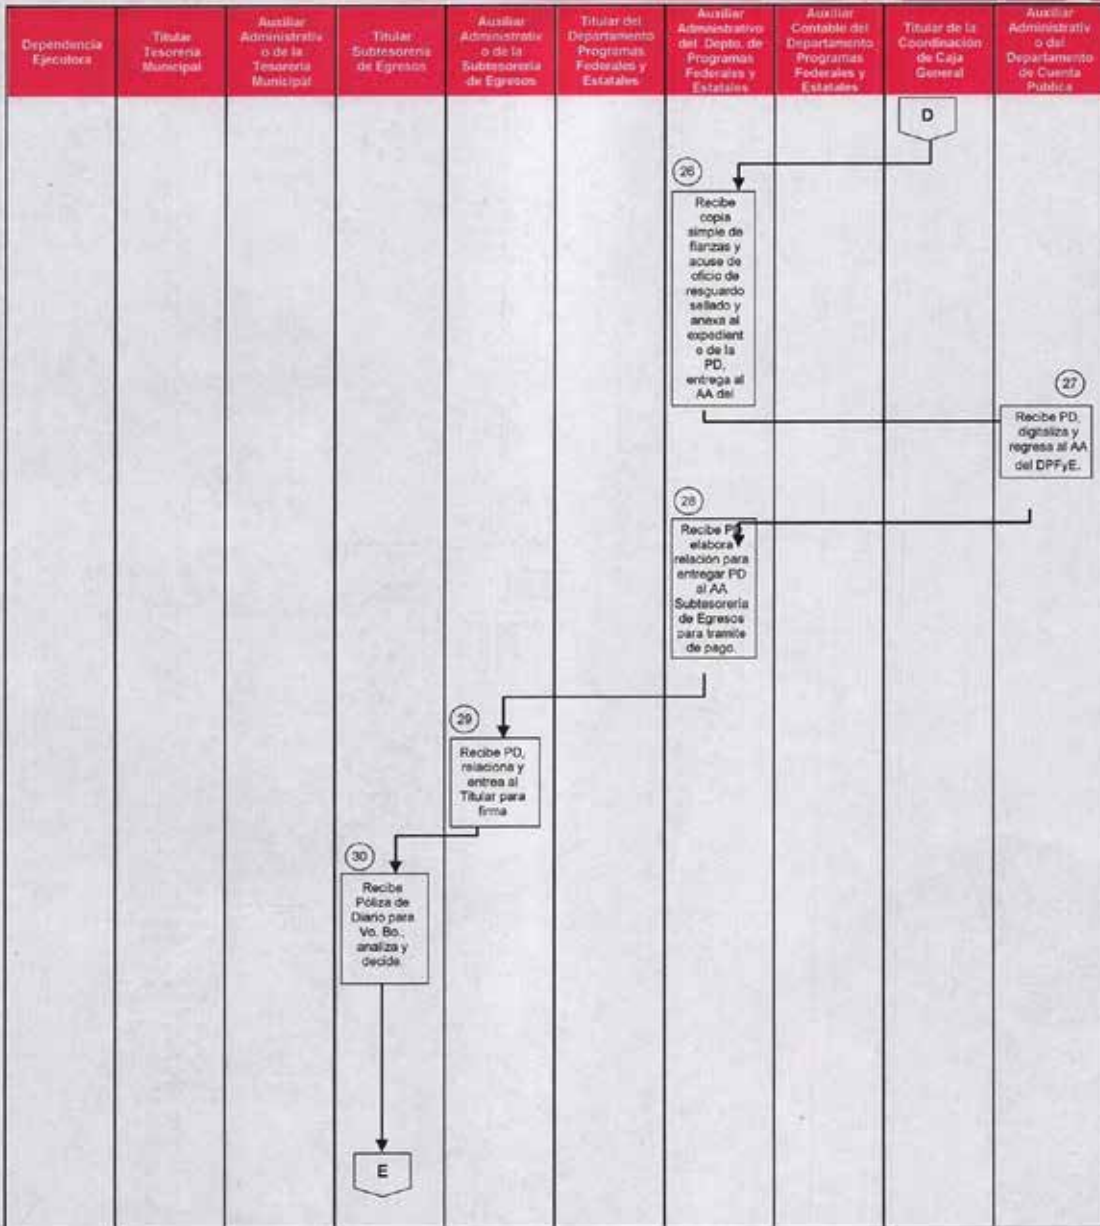 Dependencia
Ejecutora
Titular
Tesorería
Municipal
Auxiliar
Administrativ
o de la
Tesorería
Municipal
Titular
Subtesorería
de Egresos
Auxiliar
Administrativ
o de la
Subtesorería
de Egresos
Titular del
Departamento
Programas
Federales y
Estatales
Auxiliar
Administrativo
del Depto. de
Programas
Federales y
Estatales
Auxiliar
Contable del
Departamento
Programas
Federales y
Estatales
Titular de la
Coordinación
de Caja
General
Auxiliar
Administrativ
o del
Departamento
de Cuenta
Publica
D
26
Recibe
copia
simple de
fianzas y
acuse de
oficio de
resguardo
sellado y
anexa al
expedient
e de la
PD,
entrega al
AA del
27
Recibe PD,
digitaliza y
regresa al AA
del DPFyE.
28
Recibe PD
elabora
relación para
entregar PD
al AA
Subtesorería
de Egresos
para tramite
de pago.
29
Recibe PD,
relaciona y
entrea al
Titular para
firma
30
Recibe
Póliza de
Diario para
Vo. Bo.,
analiza y
decide.
E